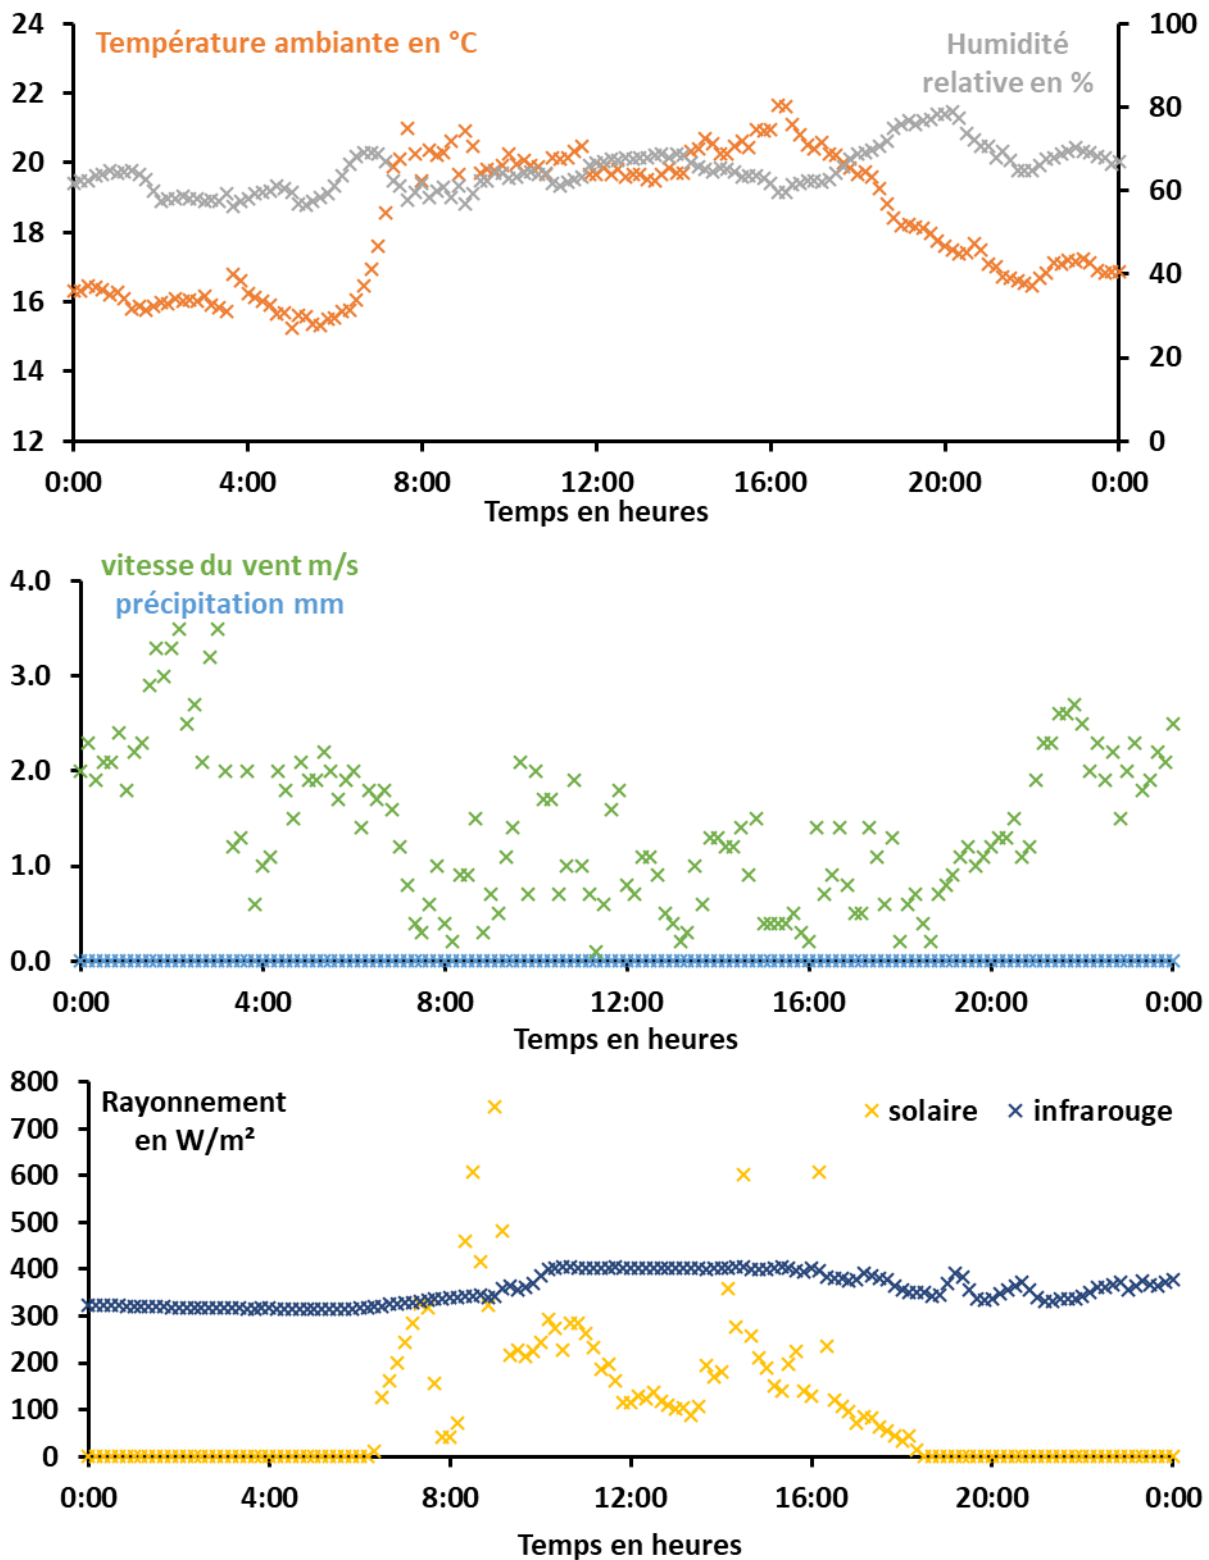 24
22
20
18
16
14
12
Température ambiante en °C
Humidité
relative en %
100
80
60
40
20
0
0:00 4:00 8:00 12:00 16:00 20:00 0:00
Temps en heures
vitesse du vent m/s
précipitation mm
4.0
3.0
2.0
1.0
0.0
0:00 4:00 8:00 12:00 16:00 20:00 0:00
Temps en heures
800
700
600
500
400
300
200
100
0
Rayonnement
en W/m²
solaire infrarouge
0:00 4:00 8:00 12:00 16:00 20:00 0:00
Temps en heures